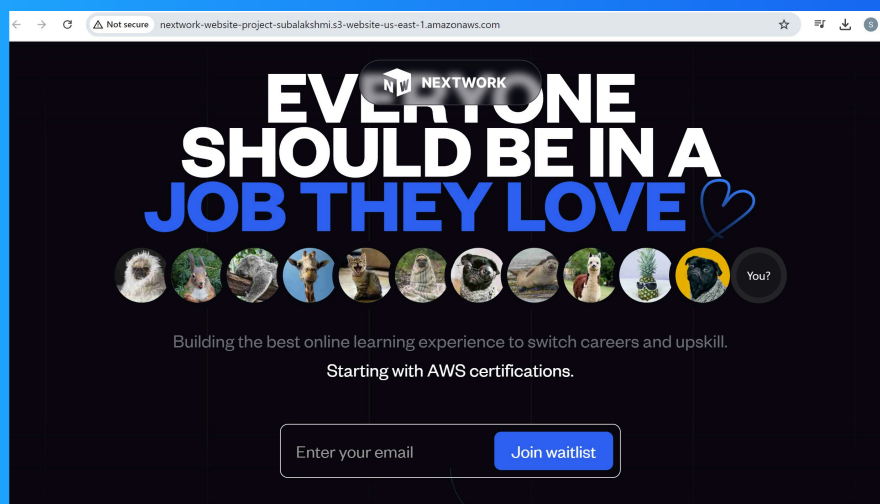 Not secure nextwork-website-project-subalakshmi.s3-website-us-east-1.amazonaws.com
S
NW NEXTWORK
EVERYONE
SHOULD BE IN A
JOB THEY LOVE
You?
Building the best online learning experience to switch careers and upskill.
Starting with AWS certifications.
Enter your email Join waitlist